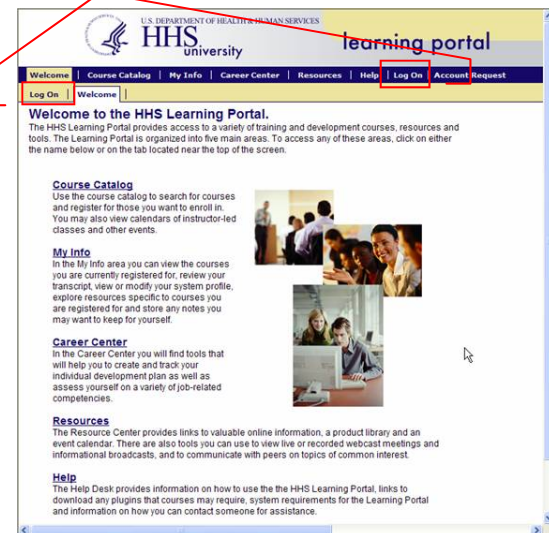 U.S. DEPARTMENT OF HEALTH & HUMAN SERVICES
HHS university
learning portal
Welcome | Course Catalog | My Info | Career Center | Resources | Help | Log On | Account Request
Log On | Welcome |
Welcome to the HHS Learning Portal.
The HHS Learning Portal provides access to a variety of training and development courses, resources and
tools. The Learning Portal is organized into five main areas. To access any of these areas, click on either
the name below or on the tab located near the top of the screen.
Course Catalog
Use the course catalog to search for courses
and register for those you want to enroll in.
You may also view calendars of instructor-led
classes and other events.
My Info
In the My Info area you can view the courses
you are currently registered for, review your
transcript, view or modify your system profile,
explore resources specific to courses you
are registered for and store any notes you
may want to keep for yourself.
Career Center
In the Career Center you will find tools that
will help you to create and track your
individual development plan as well as
assess yourself on a variety of job-related
competencies.
Resources
The Resource Center provides links to valuable online information, a product library and an
event calendar. There are also tools you can use to view live or recorded webcast meetings and
informational broadcasts, and to communicate with peers on topics of common interest.
Help
The Help Desk provides information on how to use the the HHS Learning Portal, links to
download any plugins that courses may require, system requirements for the Learning Portal
and information on how you can contact someone for assistance.